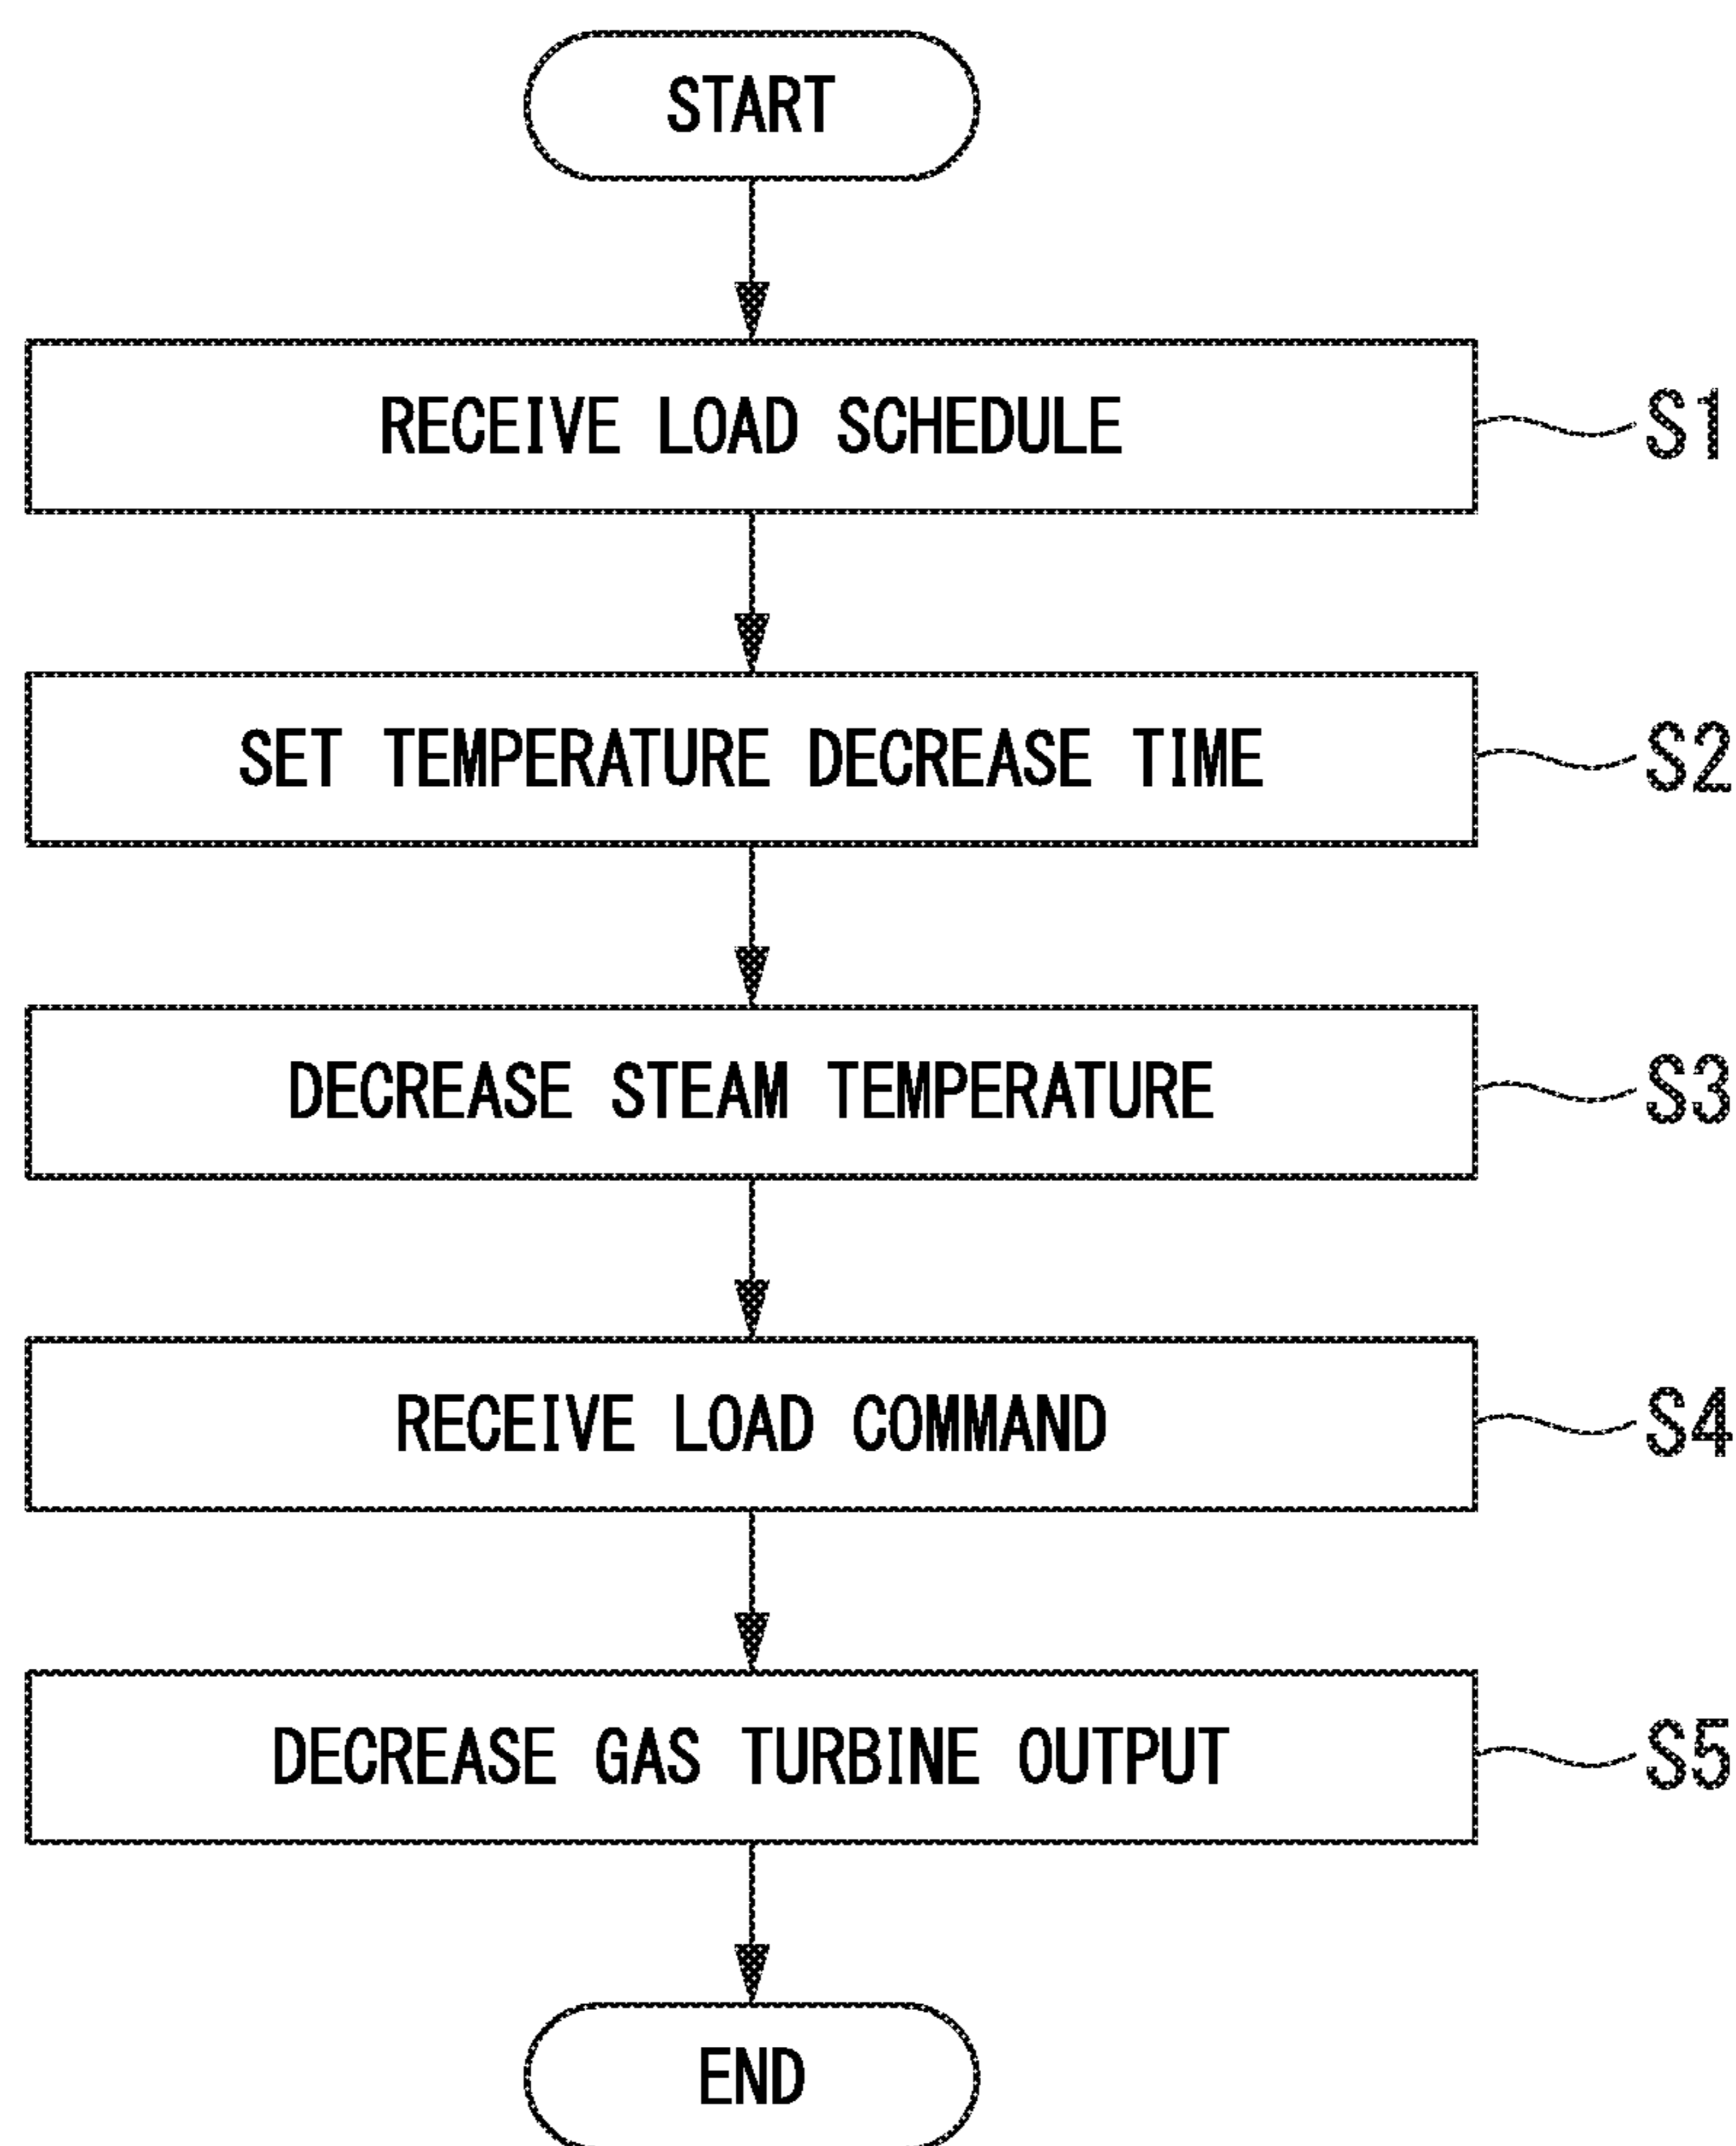 START
RECEIVE LOAD SCHEDULE S1
SET TEMPERATURE DECREASE TIME S2
DECREASE STEAM TEMPERATURE S3
RECEIVE LOAD COMMAND S4
DECREASE GAS TURBINE OUTPUT S5
END